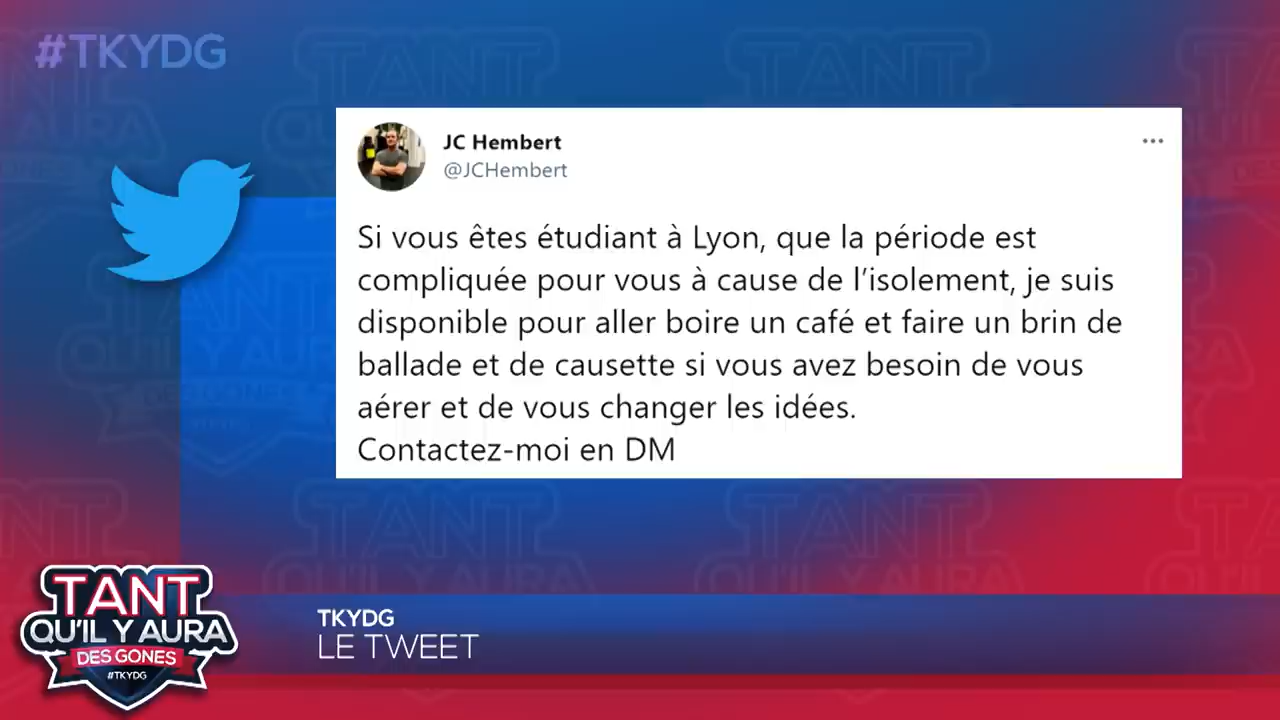 #TKYDG
JC Hembert
@JCHembert
Si vous êtes étudiant à Lyon, que la période est
compliquée pour vous à cause de l’isolement, je suis
disponible pour aller boire un café et faire un brin de
ballade et de causette si vous avez besoin de vous
aérer et de vous changer les idées.
Contactez-moi en DM
TANT
QU'IL Y AURA
DES GONES
#TKYDG
TKYDG
LE TWEET